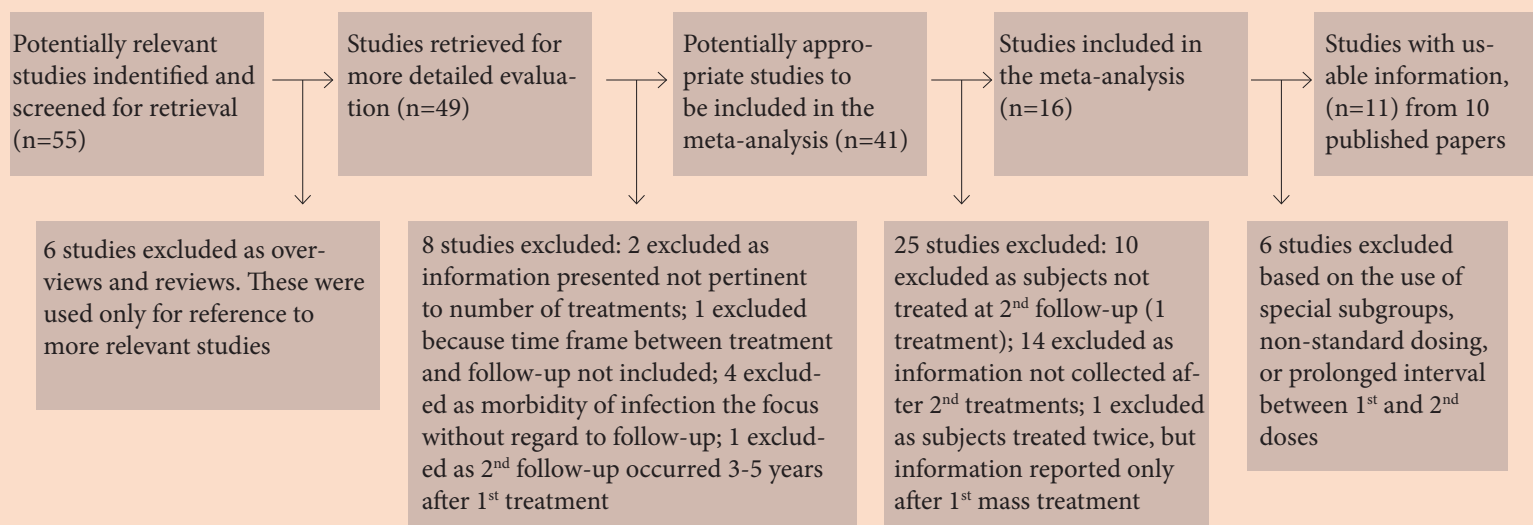 Potentially relevant
studies indentified and
screened for retrieval
(n=55)
Studies retrieved for
more detailed evalua-
tion (n=49)
Potentially appro-
priate studies to
be included in the
meta-analysis (n=41)
Studies included in
the meta-analysis
(n=16)
Studies with us-
able information,
(n=11) from 10
published papers
6 studies excluded as over-
views and reviews. These were
used only for reference to
more relevant studies
8 studies excluded: 2 excluded as
information presented not pertinent
to number of treatments; 1 excluded
because time frame between treatment
and follow-up not included; 4 exclud-
ed as morbidity of infection the focus
without regard to follow-up; 1 exclud-
ed as 2nd follow-up occurred 3-5 years
after 1st treatment
25 studies excluded: 10
excluded as subjects not
treated at 2nd follow-up (1
treatment); 14 excluded as
information not collected af-
ter 2nd treatments; 1 excluded
as subjects treated twice, but
information reported only
after 1st mass treatment
6 studies excluded
based on the use of
special subgroups,
non-standard dosing,
or prolonged interval
between 1st and 2nd
doses